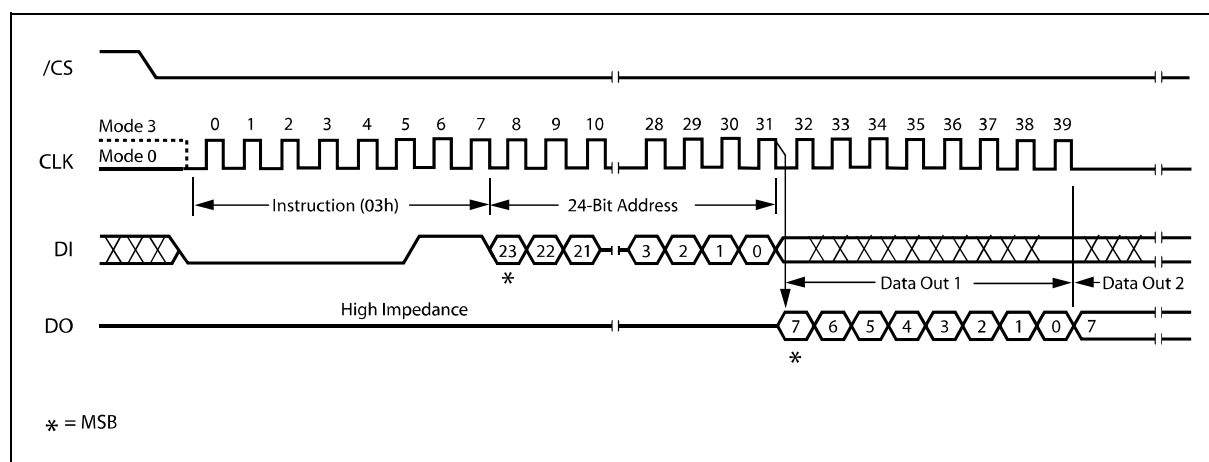 /CS
Mode 3
0 1 2 3 4 5 6 7 8 9 10 28 29 30 31 32 33 34 35 36 37 38 39
Mode 0
CLK
Instruction (03h) 24-Bit Address
DI
23 22 21 3 2 1 0
*
Data Out 1 Data Out 2
High Impedance
DO
7 6 5 4 3 2 1 0 7
*
* = MSB